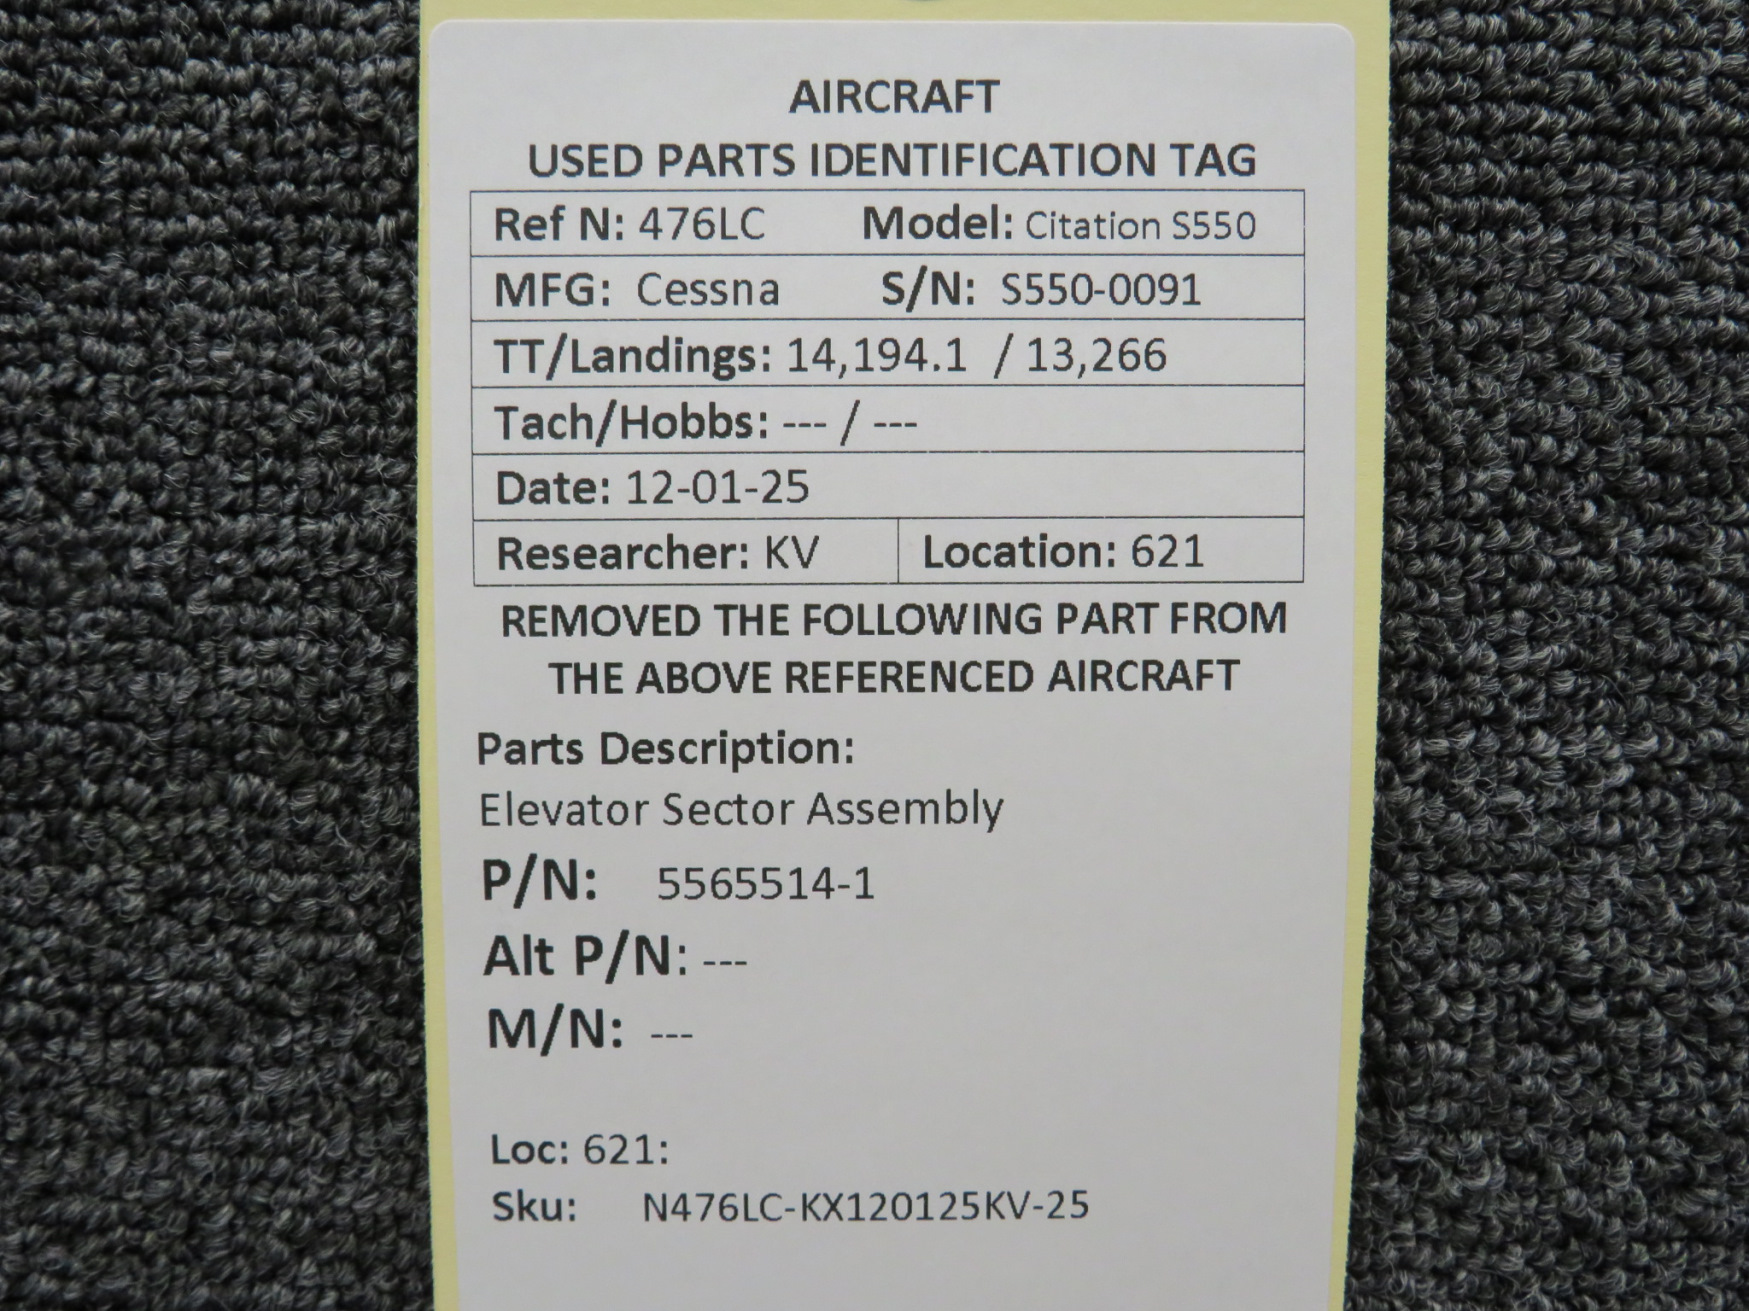 AIRCRAFT
USED PARTS IDENTIFICATION TAG
Ref N: 476LC Model: Citation S550
MFG: Cessna S/N: S550-0091
TT/Landings: 14,194.1 / 13,266
Tach/Hobbs: --- / ---
Date: 12-01-25
Researcher: KV Location: 621
REMOVED THE FOLLOWING PART FROM
THE ABOVE REFERENCED AIRCRAFT
Parts Description:
Elevator Sector Assembly
P/N: 5565514-1
Alt P/N: ---
M/N: ---
Loc: 621:
Sku: N476LC-KX120125KV-25